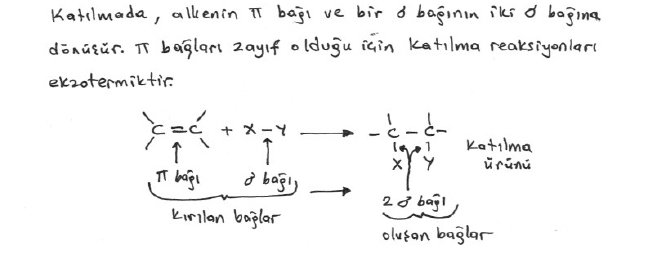 Katılmada, alkenin π bağı ve bir σ bağının iki σ bağına
dönüşür. π bağları zayıf olduğu için katılma reaksiyonları
ekzotermiktir.
C=C + X-Y → -C-C-
X Y
Katılma
ürünü
π bağı σ bağı
2 σ bağı
Kırılan bağlar
oluşan bağlar